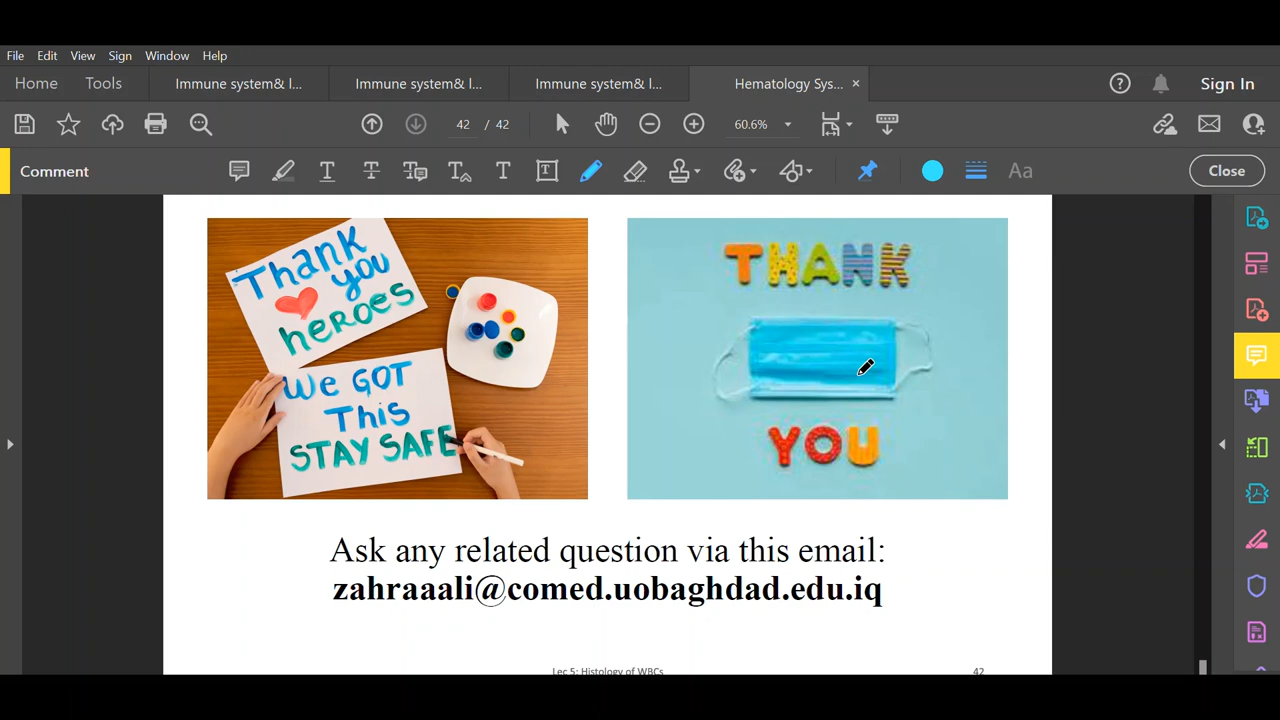 File Edit View Sign Window Help
Home Tools Immune system& l... Immune system& l... Immune system& l... Hematology Sys... × ? Sign In
42 / 42 60.6%
Comment T T T T T T Aa Close
Thank
you
heroes
We GOT
This
STAY SAFE
THANK
YOU
Ask any related question via this email:
zahraaali@comed.uobaghdad.edu.iq
Lec 5: Histology of WBCs 42